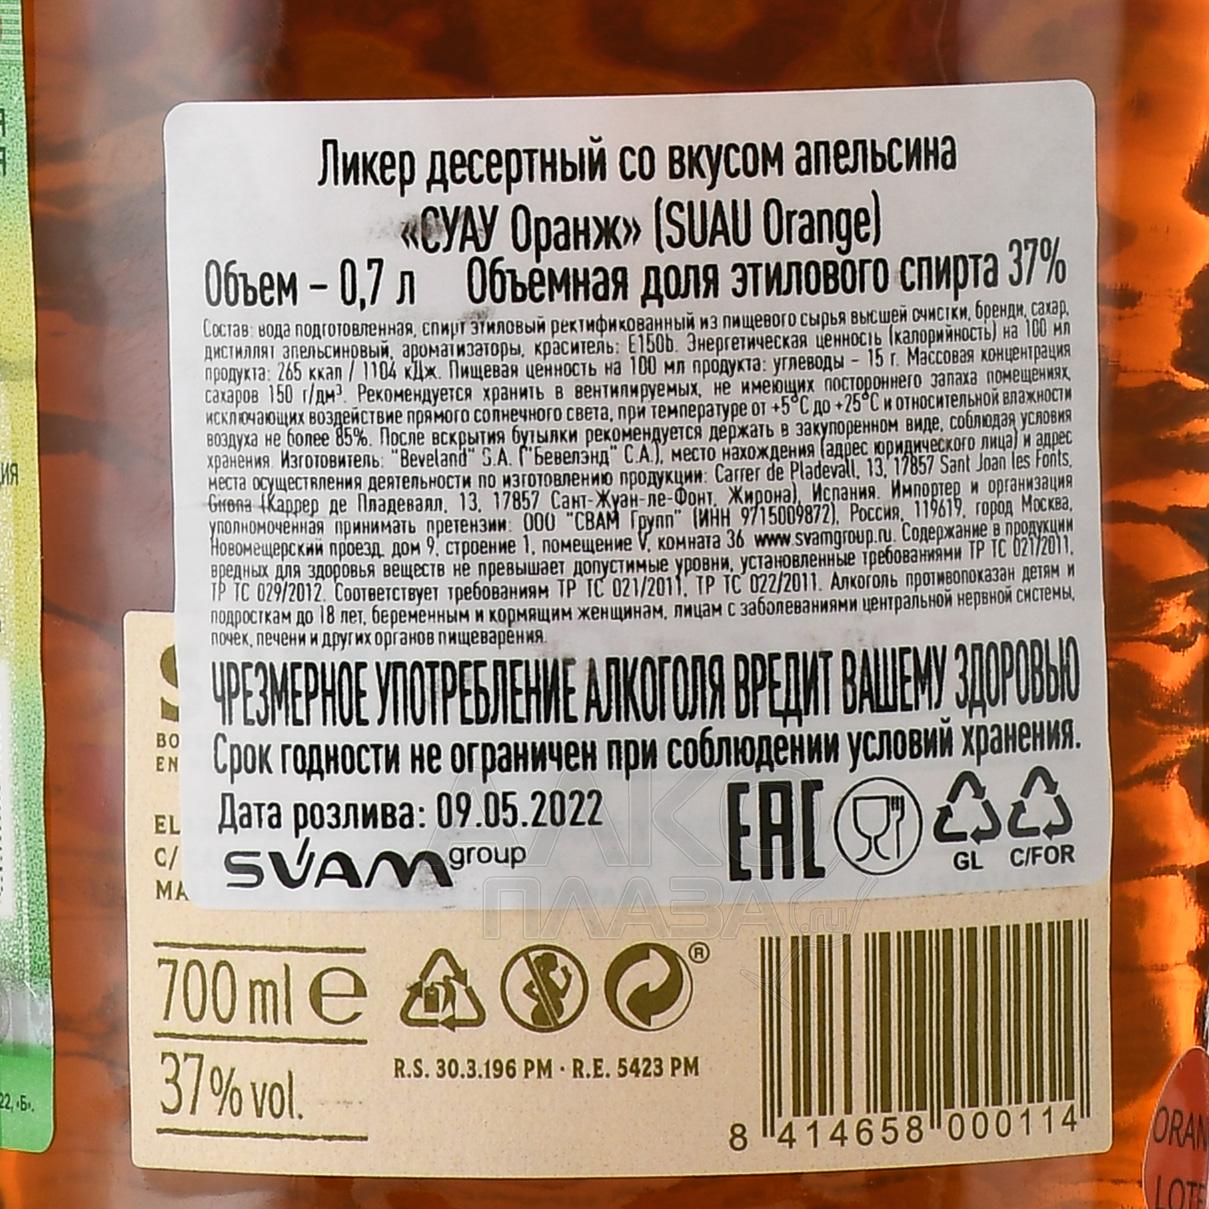 Ликер десертный со вкусом апельсина
«СУАУ Оранж» (SUAU Orange)
Объем – 0,7 л Объемная доля этилового спирта 37%
Состав: вода подготовленная, спирт этиловый ректификованный из пищевого сырья высшей очистки, бренди, сахар,
дистиллят апельсиновый, ароматизаторы, краситель: E150b. Энергетическая ценность (калорийность) на 100 мл
продукта: 265 ккал / 1104 кДж. Пищевая ценность на 100 мл продукта: углеводы – 15 г. Массовая концентрация
сахаров 150 г/дм³. Рекомендуется хранить в вентилируемых, не имеющих постороннего запаха помещениях,
исключающих воздействие прямого солнечного света, при температуре от +5°С до +25°С и относительной влажности
воздуха не более 85%. После вскрытия бутылки рекомендуется держать в закупоренном виде, соблюдая условия
хранения. Изготовитель: "Beveland" S.A. ("Бевелэнд" С.А.), место нахождения (адрес юридического лица) и адрес
места осуществления деятельности по изготовлению продукции: Carrer de Pladevall, 13, 17857 Sant Joan les Fonts,
Girona (Каррер де Пладевалл, 13, 17857 Сант-Жуан-ле-Фонт, Жирона), Испания. Импортер и организация
уполномоченная принимать претензии: ООО "СВАМ Групп" (ИНН 9715009872), Россия, 119619, город Москва,
Новомещерский проезд, дом 9, строение 1, помещение V, комната 36 www.svamgroup.ru. Содержание в продукции
вредных для здоровья веществ не превышает допустимые уровни, установленные требованиями ТР ТС 021/2011,
ТР ТС 029/2012. Соответствует требованиям ТР ТС 021/2011, ТР ТС 022/2011. Алкоголь противопоказан детям и
подросткам до 18 лет, беременным и кормящим женщинам, лицам с заболеваниями центральной нервной системы,
почек, печени и других органов пищеварения.
ЧРЕЗМЕРНОЕ УПОТРЕБЛЕНИЕ АЛКОГОЛЯ ВРЕДИТ ВАШЕМУ ЗДОРОВЬЮ
Срок годности не ограничен при соблюдении условий хранения.
Дата розлива: 09.05.2022
SVAM group
EAC
GL C/FOR
АЛКО
ПЛАЗА.ru
BO
EN
EL
C/
MA
700 ml e
37% vol.
R.S. 30.3.196 PM · R.E. 5423 PM
8 414658 000114
ORAN
LOTE